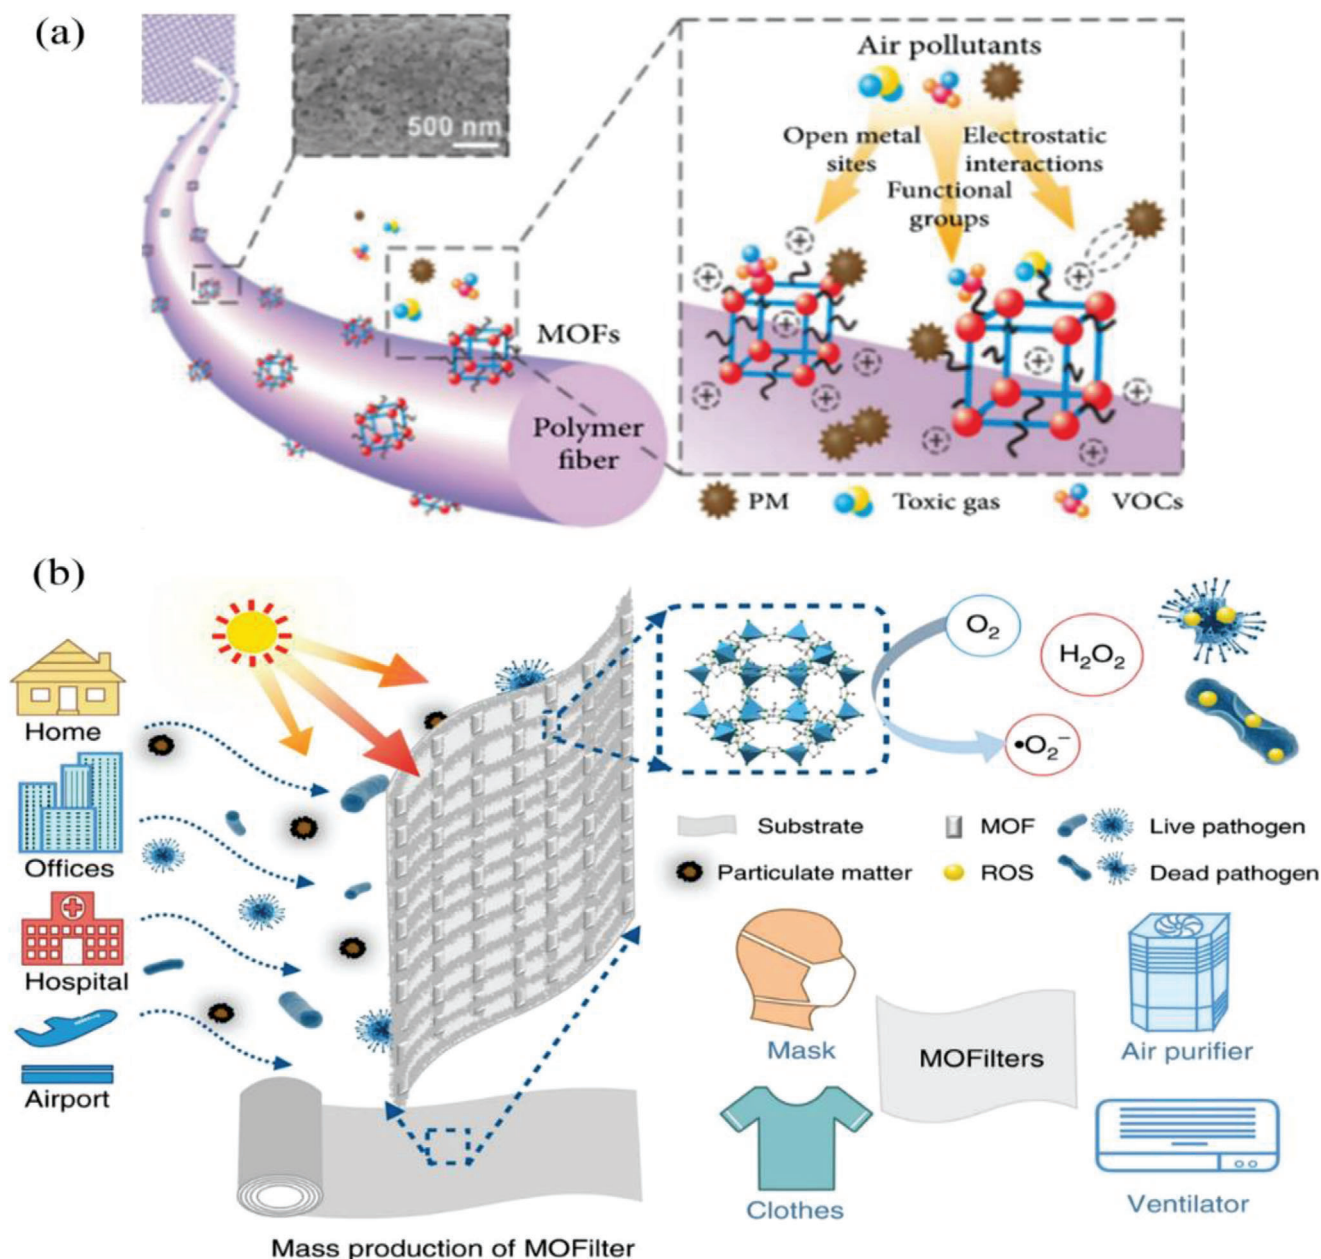 (a)
500 nm
Air pollutants
Open metal
sites
Electrostatic
interactions
Functional
groups
MOFs
Polymer
fiber
PM
Toxic gas
VOCs
(b)
Home
Offices
Hospital
Airport
O₂
H₂O₂
•O₂⁻
Substrate
MOF
Live pathogen
Particulate matter
ROS
Dead pathogen
Mask
MOFilters
Air purifier
Clothes
Ventilator
Mass production of MOFilter